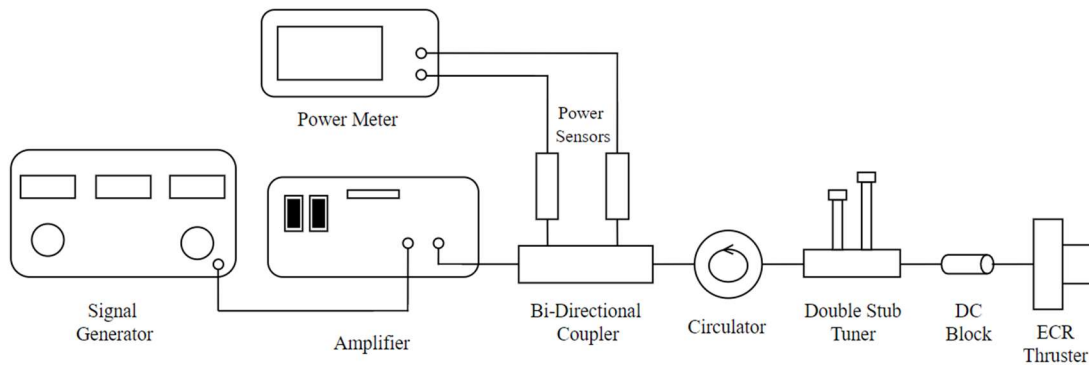 Power Meter
Power
Sensors
Signal
Generator
Amplifier
Bi-Directional
Coupler
Circulator
Double Stub
Tuner
DC
Block
ECR
Thruster